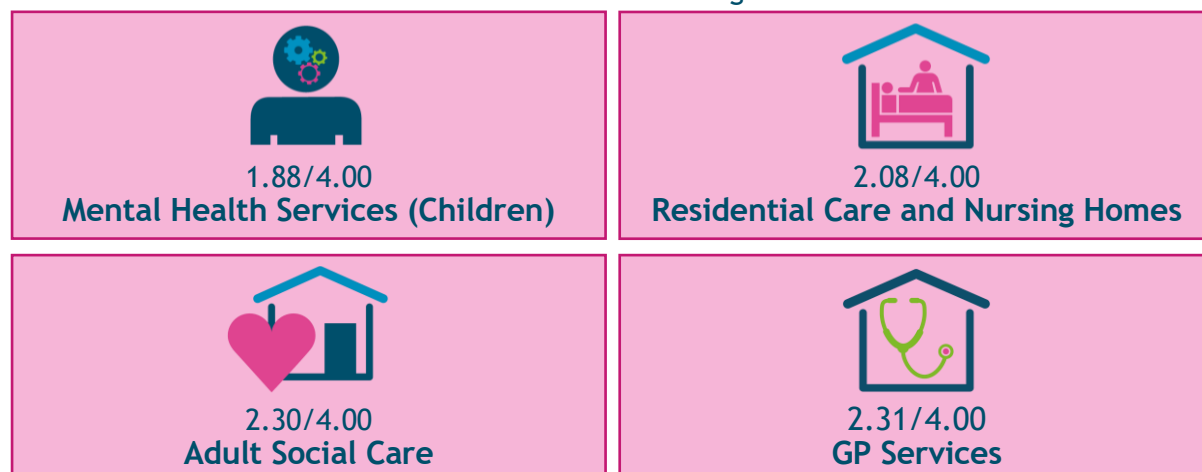 1.88/4.00
Mental Health Services (Children)
2.08/4.00
Residential Care and Nursing Homes
2.30/4.00
Adult Social Care
2.31/4.00
GP Services